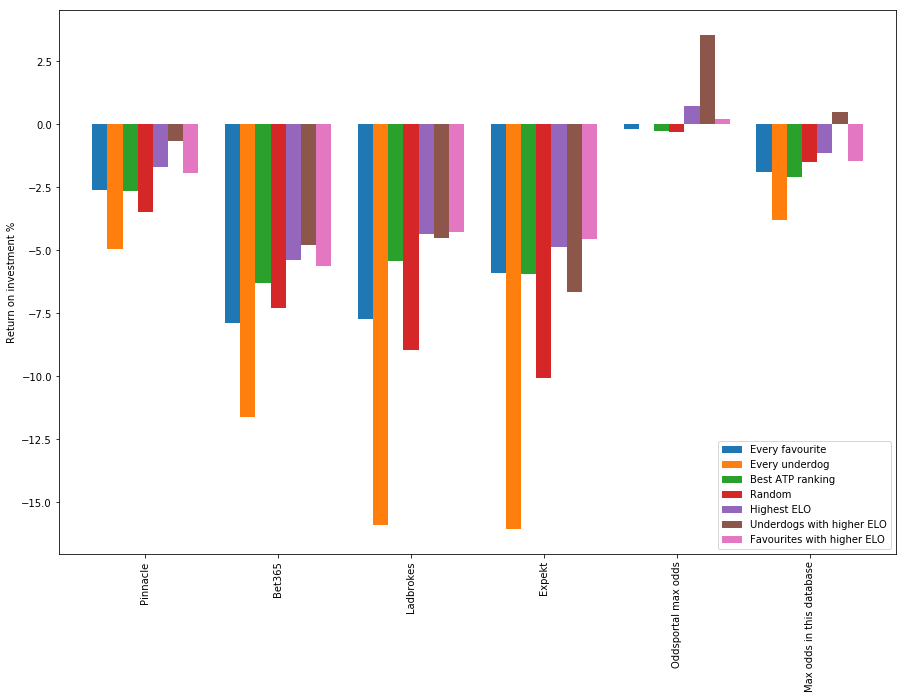 2.5
0.0
−2.5
−5.0
−7.5
−10.0
−12.5
−15.0
Return on investment %
Every favourite
Every underdog
Best ATP ranking
Random
Highest ELO
Underdogs with higher ELO
Favourites with higher ELO
Pinnacle
Bet365
Ladbrokes
Expekt
Oddsportal max odds
Max odds in this database